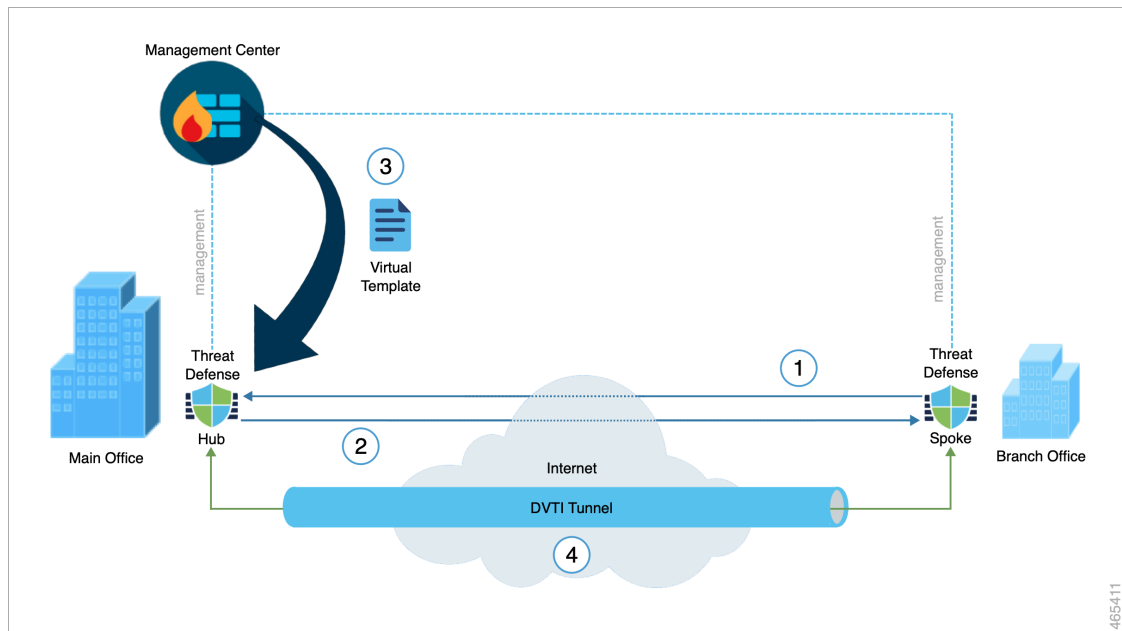 Management Center
3
Virtual
Template
management
management
Threat
Defense
Hub
Main Office
Threat
Defense
Spoke
Branch Office
1
2
Internet
DVTI Tunnel
4
465411